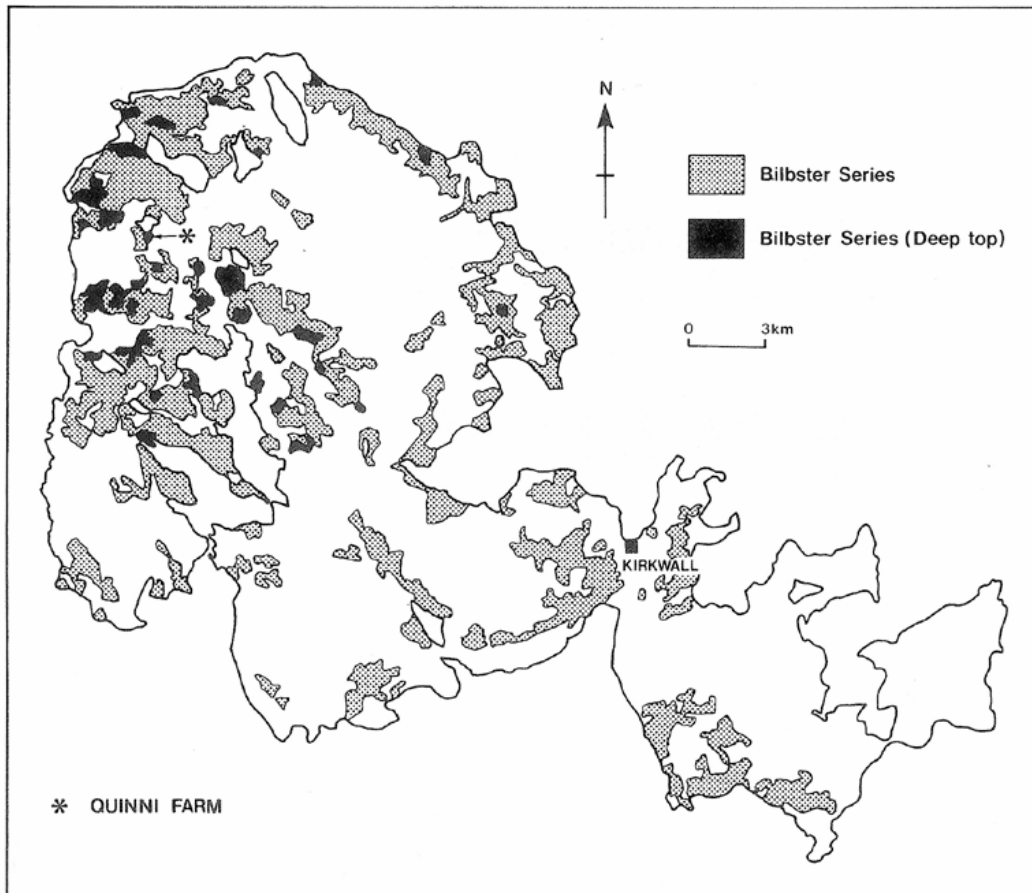 N
Bilbster Series
Bilbster Series (Deep top)
0 3km
*
KIRKWALL
* QUINNI FARM